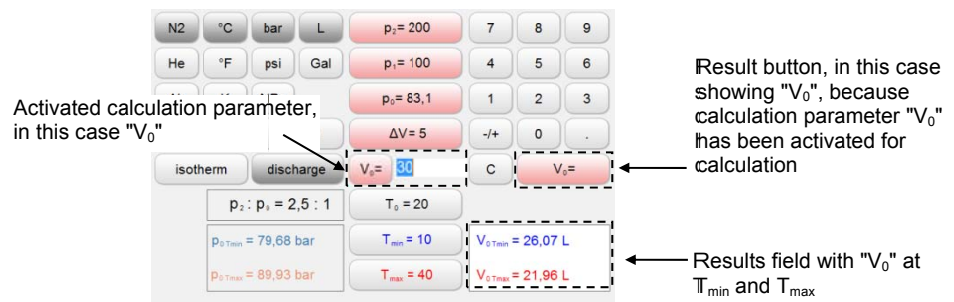 N2 °C bar L p₂= 200 7 8 9
He °F psi Gal p₁= 100 4 5 6
p₀= 83,1 1 2 3
ΔV= 5 -/+ 0 .
isotherm discharge V₀= 30 C V₀=
p₂ : p₁ = 2,5 : 1 T₀ =20
p₀ Tmin = 79,68 bar Tmin = 10 V₀ Tmin = 26,07 L
p₀ Tmax = 89,93 bar Tmax = 40 V₀ Tmax = 21,96 L
Activated calculation parameter,
in this case "V₀"
Result button, in this case
showing "V₀", because
calculation parameter "V₀"
has been activated for
calculation
Results field with "V₀" at
Tmin and Tmax